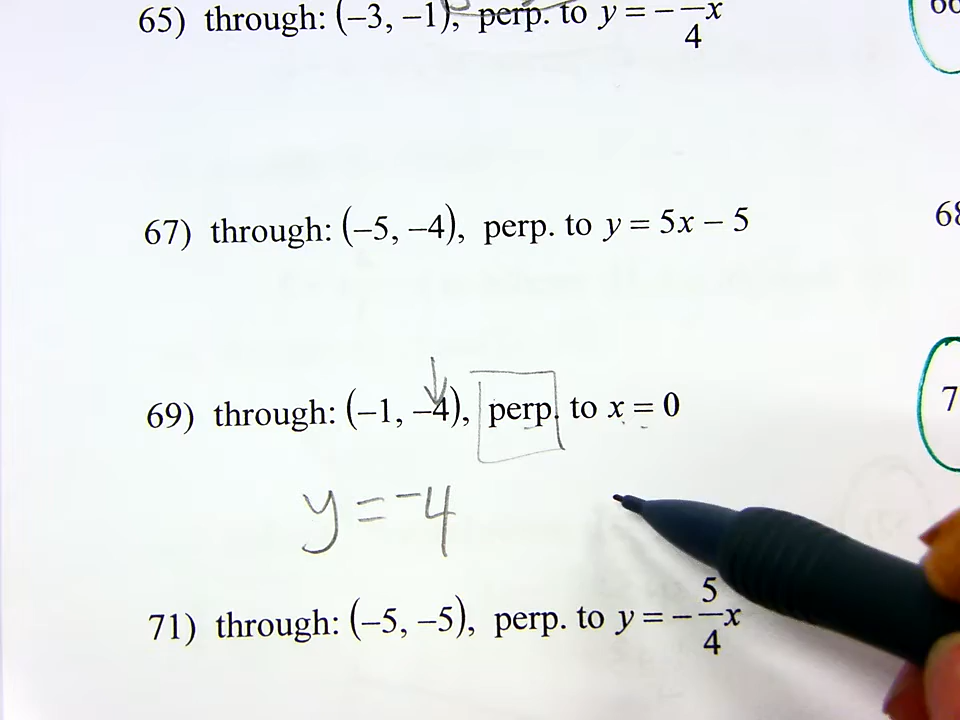 65) through: (–3, –1), perp. to y = – /4 x
67) through: (–5, –4), perp. to y = 5x – 5
69) through: (–1, –4), perp. to x = 0
y = -4
71) through: (–5, –5), perp. to y = – 5/4 x
7